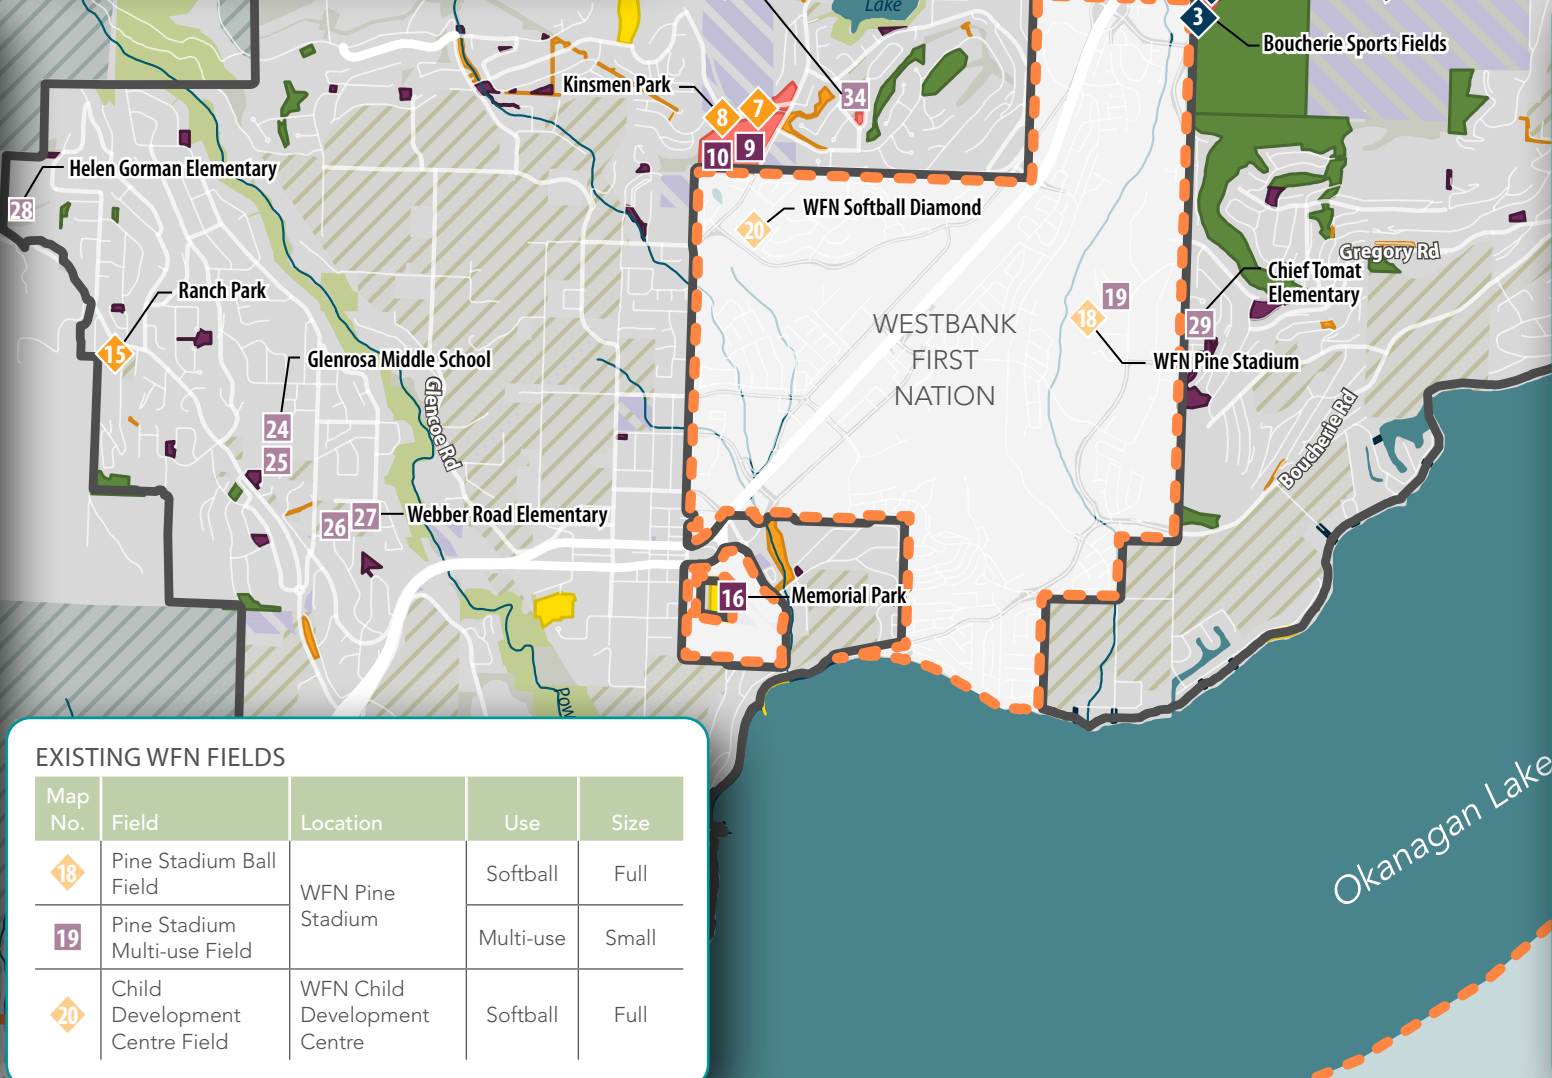 Lake
3
Boucherie Sports Fields
Kinsmen Park
8
7
34
10
9
Helen Gorman Elementary
28
WFN Softball Diamond
20
Gregory Rd
Chief Tomat
Elementary
Ranch Park
15
19
18
29
WESTBANK
FIRST
NATION
WFN Pine Stadium
Glenrosa Middle School
Glencoe Rd
24
25
Boucherie Rd
26
27
Webber Road Elementary
16
Memorial Park
Pow
Okanagan Lake
EXISTING WFN FIELDS
Map
No.
Field
Location
Use
Size
18
Pine Stadium Ball
Field
WFN Pine
Stadium
Softball
Full
19
Pine Stadium
Multi-use Field
Multi-use
Small
20
Child
Development
Centre Field
WFN Child
Development
Centre
Softball
Full